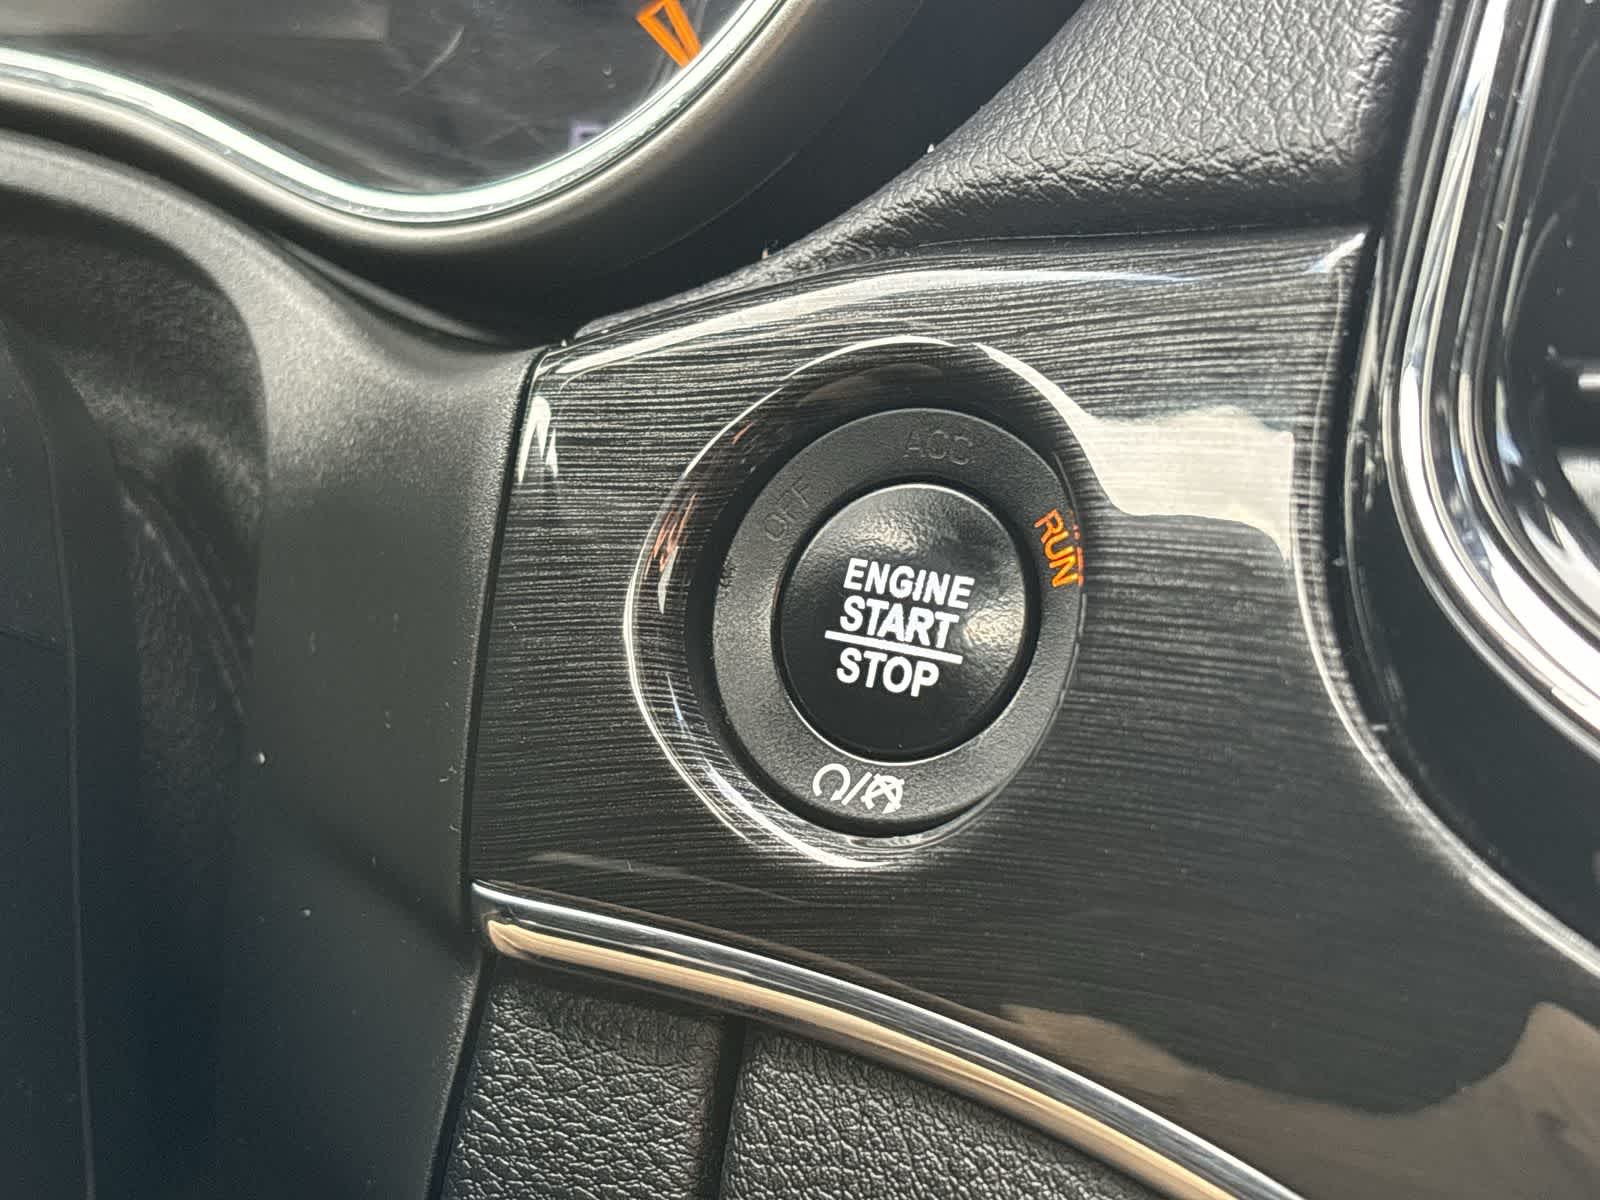 ACC
OFF
RUN
ENGINE
START
STOP